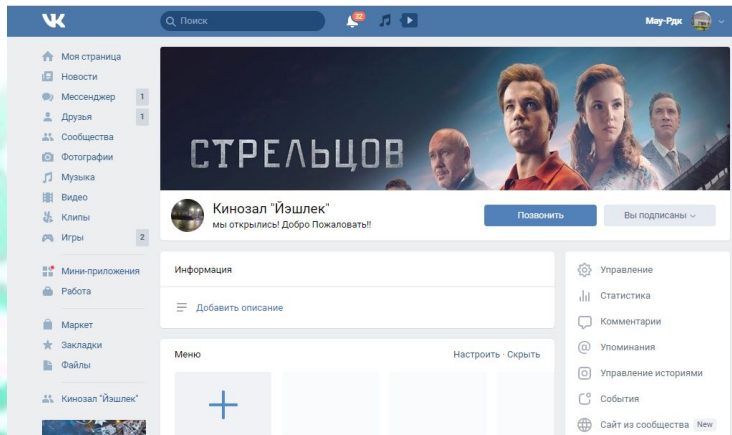 Поиск
32
Мау-Рдк
Моя страница
Новости
Мессенджер 1
Друзья 1
Сообщества
Фотографии
Музыка
Видео
Клипы
Игры 2
Мини-приложения
Работа
Маркет
Закладки
Файлы
Кинозал "Йэшлек"
СТРЕЛЬЦОВ
Кинозал "Йэшлек"
мы открылись! Добро Пожаловать!!
Позвонить
Вы подписаны
Информация
Добавить описание
Меню
Настроить · Скрыть
Управление
Статистика
Комментарии
Упоминания
Управление историями
События
Сайт из сообщества New